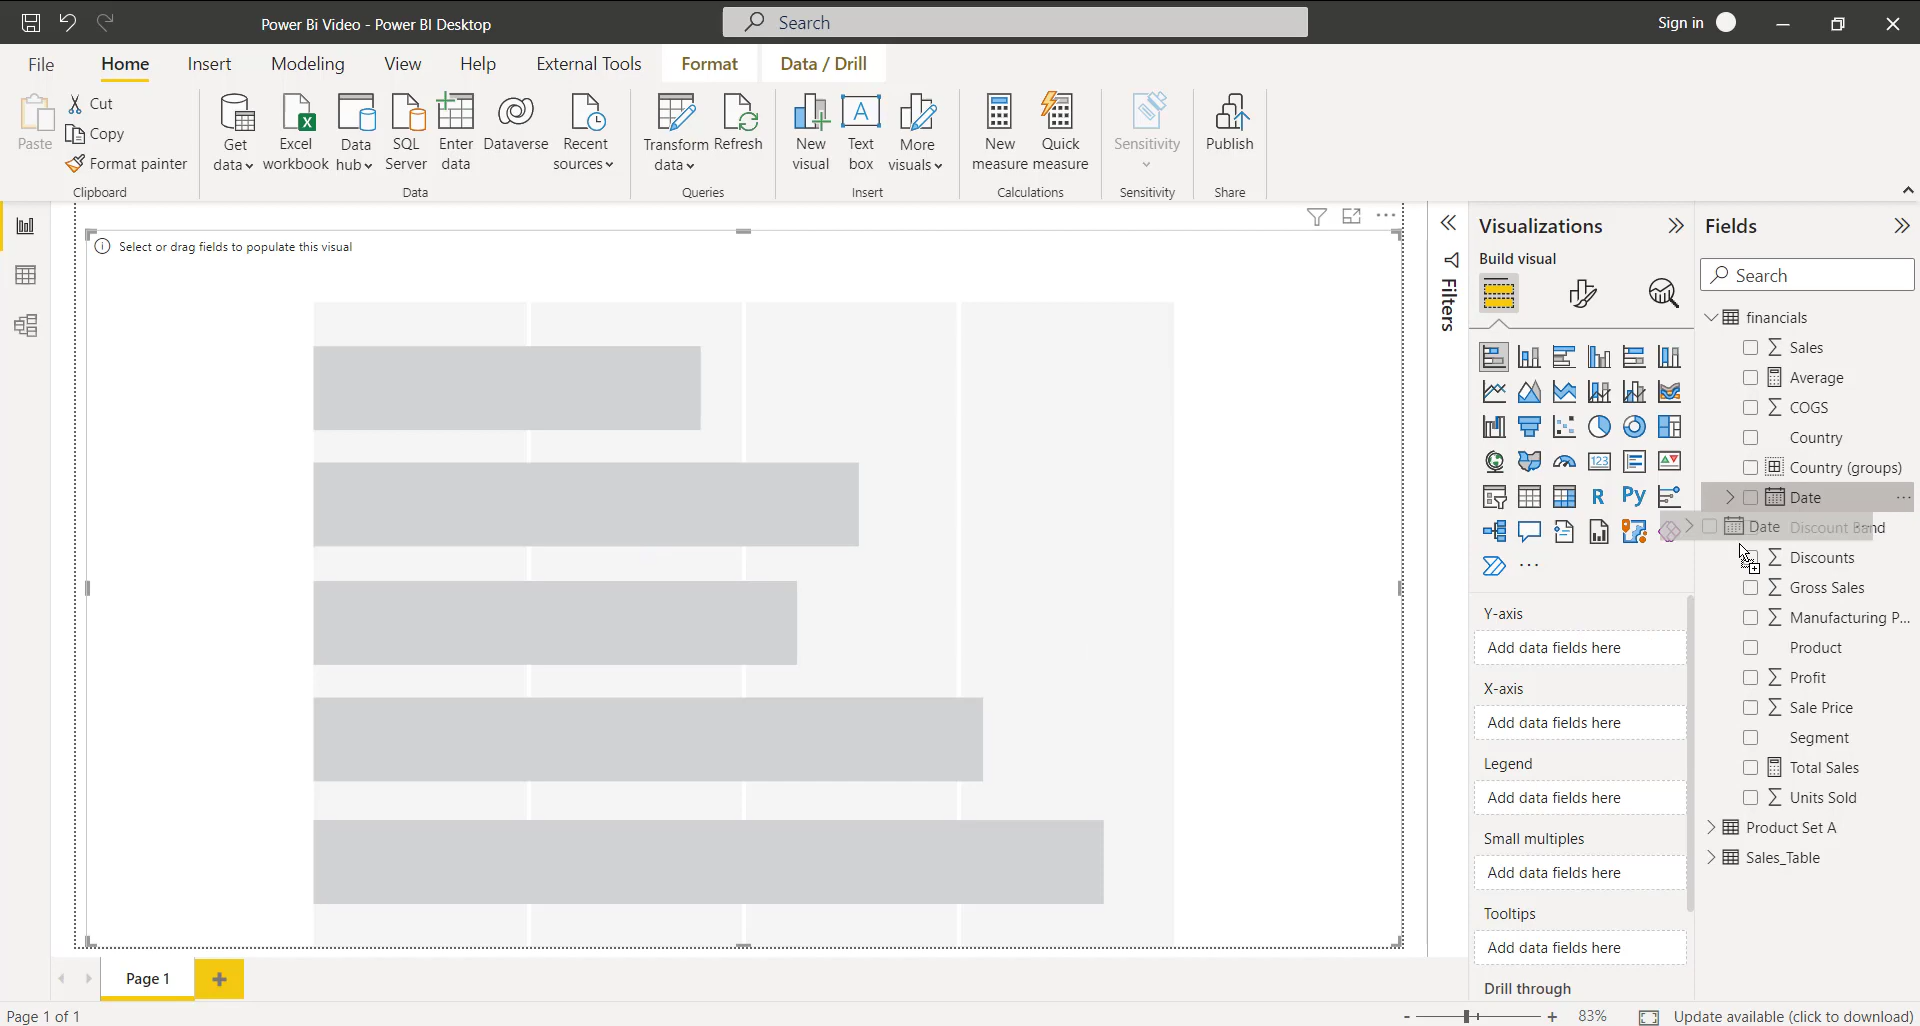 Power Bi Video - Power BI Desktop
Search
Sign in
File
Home
Insert
Modeling
View
Help
External Tools
Format
Data / Drill
Paste
Cut
Copy
Format painter
Clipboard
Get data
Excel workbook
Data hub
SQL Server
Enter data
Dataverse
Recent sources
Data
Transform data
Refresh
Queries
New visual
Text box
More visuals
Insert
New measure
Quick measure
Calculations
Sensitivity
Sensitivity
Publish
Share
Select or drag fields to populate this visual
Filters
Visualizations
Build visual
123
R
Py
Y-axis
Add data fields here
X-axis
Add data fields here
Legend
Add data fields here
Small multiples
Add data fields here
Tooltips
Add data fields here
Drill through
Fields
Search
financials
Sales
Average
COGS
Country
Country (groups)
Date
Date
Discount Band
Discounts
Gross Sales
Manufacturing P...
Product
Profit
Sale Price
Segment
Total Sales
Units Sold
Product Set A
Sales_Table
Page 1
Page 1 of 1
- + 83%
Update available (click to download)